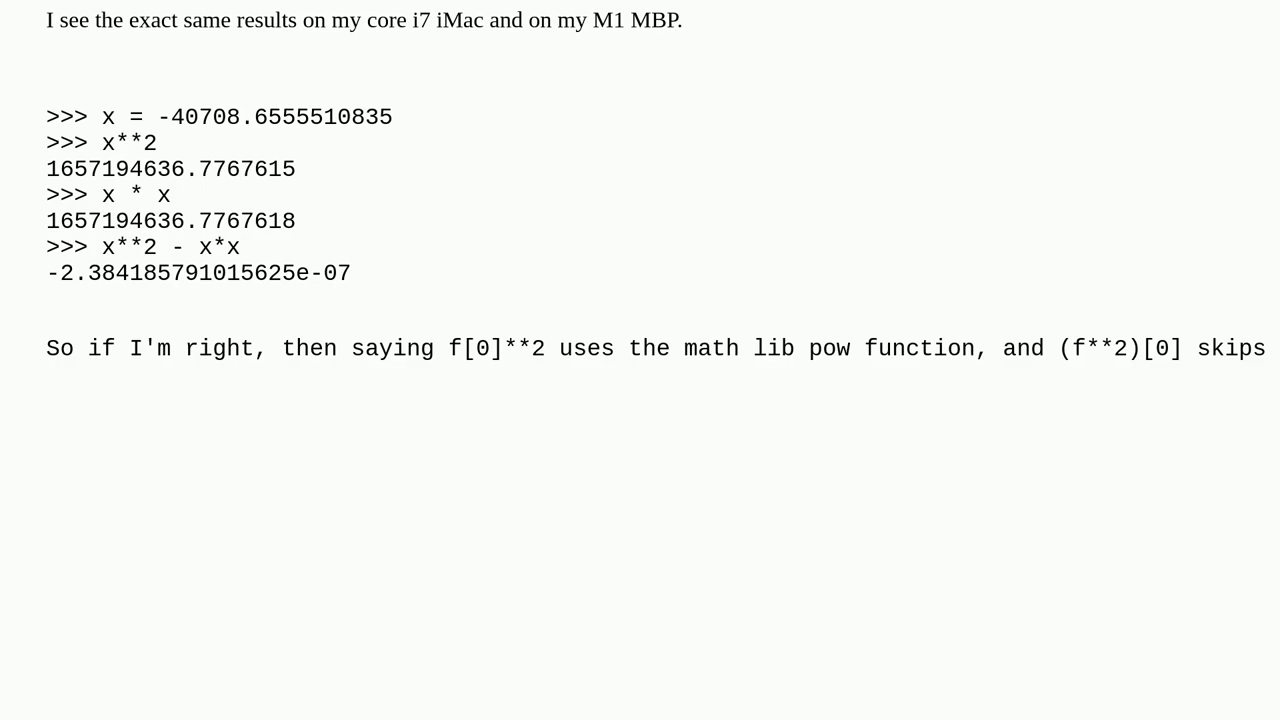 I see the exact same results on my core i7 iMac and on my M1 MBP.
>>> x = -40708.6555510835
>>> x**2
1657194636.7767615
>>> x * x
1657194636.7767618
>>> x**2 - x*x
-2.384185791015625e-07
So if I'm right, then saying f[0]**2 uses the math lib pow function, and (f**2)[0] skips